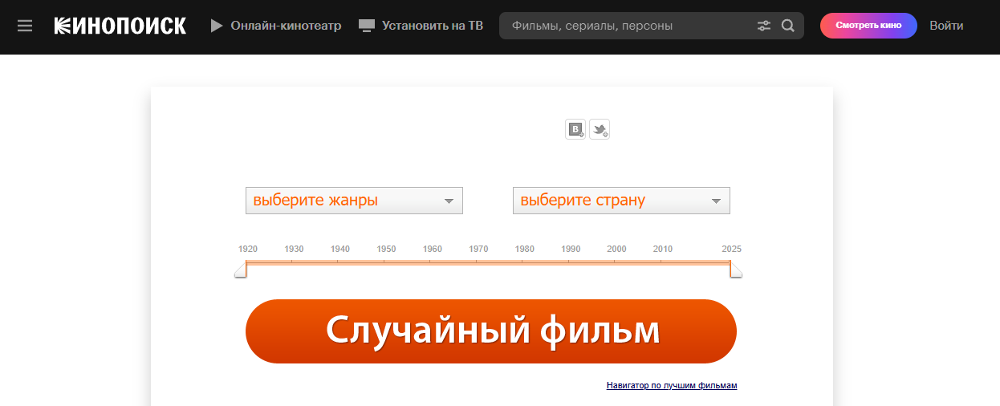 КИНОПОИСК Онлайн-кинотеатр Установить на ТВ Фильмы, сериалы, персоны Смотреть кино Войти
B
выберите жанры выберите страну
1920 1930 1940 1950 1960 1970 1980 1990 2000 2010 2025
Случайный фильм
Навигатор по лучшим фильмам